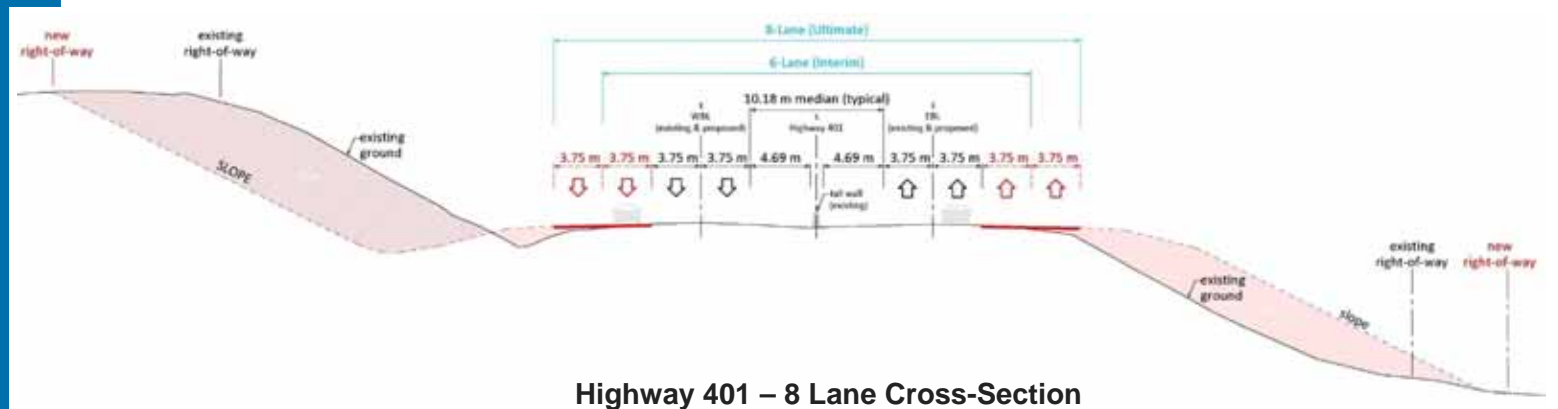 new
right-of-way
existing
right-of-way
8-Lane (Ultimate)
6-Lane (Interim)
10.18 m median (typical)
WBL
(existing & proposed)
Highway 401
EBL
(existing & proposed)
3.75 m
3.75 m
3.75 m
3.75 m
4.69 m
4.69 m
3.75 m
3.75 m
3.75 m
3.75 m
existing
ground
SLOPE
tall wall
(existing)
existing
right-of-way
new
right-of-way
existing
ground
slope
Highway 401 – 8 Lane Cross-Section